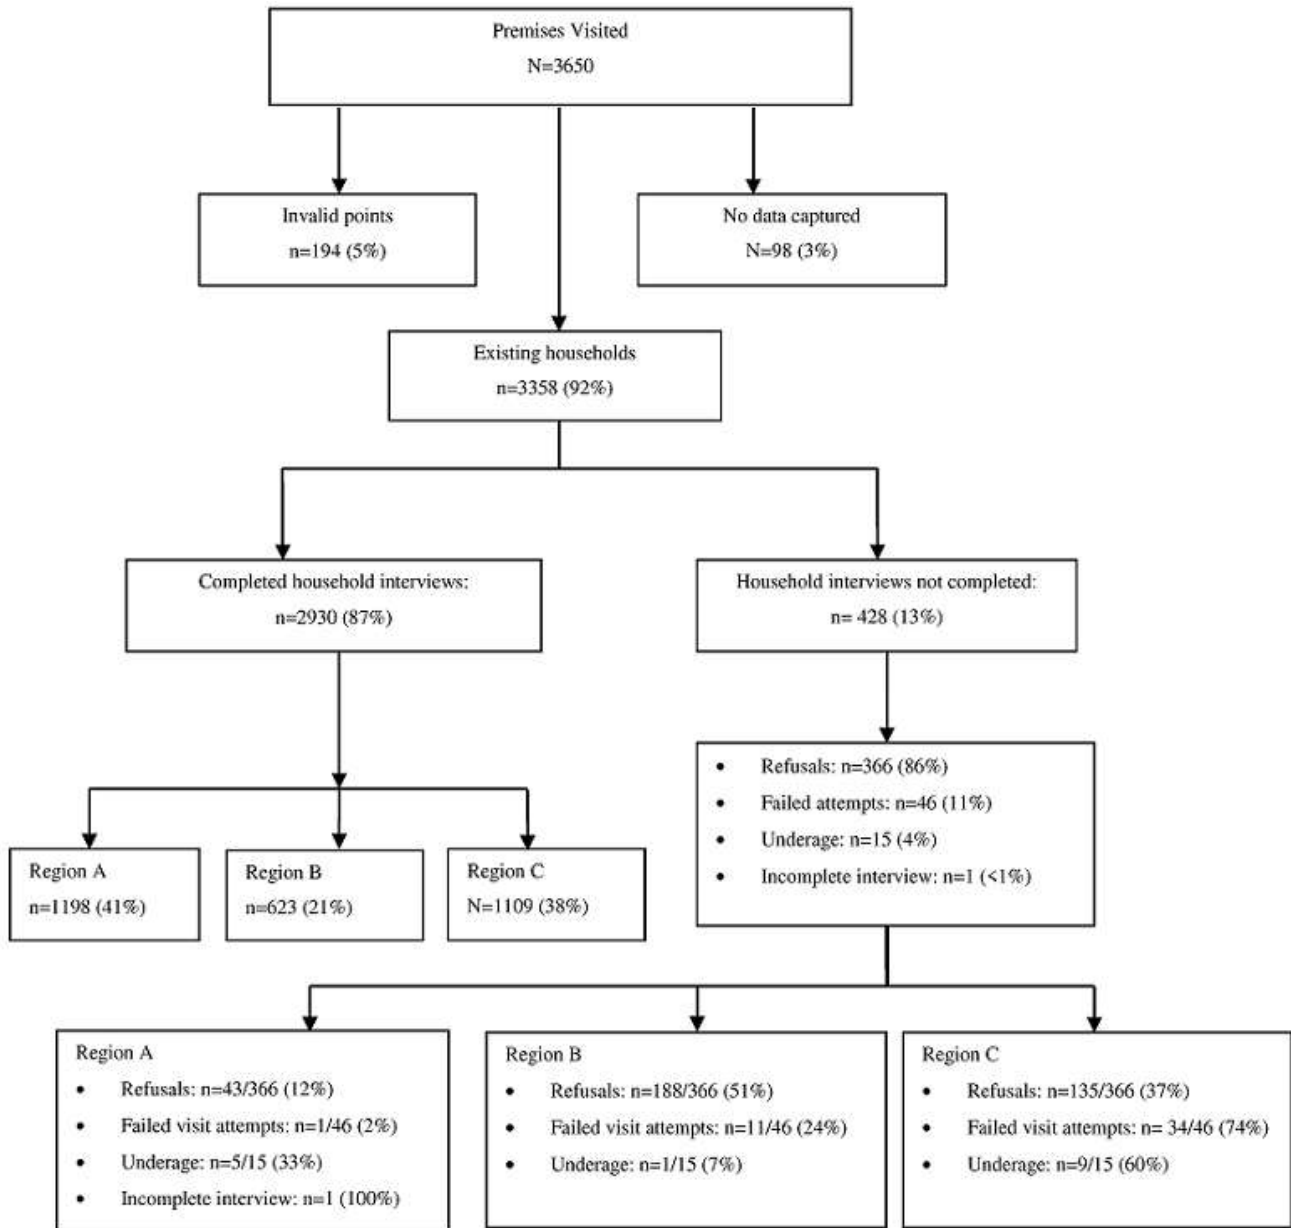 Premises Visited
N=3650
Invalid points
n=194 (5%)
No data captured
N=98 (3%)
Existing households
n=3358 (92%)
Completed household interviews:
n=2930 (87%)
Household interviews not completed:
n= 428 (13%)
• Refusals: n=366 (86%)
• Failed attempts: n=46 (11%)
• Underage: n=15 (4%)
• Incomplete interview: n=1 (<1%)
Region A
n=1198 (41%)
Region B
n=623 (21%)
Region C
N=1109 (38%)
Region A
• Refusals: n=43/366 (12%)
• Failed visit attempts: n=1/46 (2%)
• Underage: n=5/15 (33%)
• Incomplete interview: n=1 (100%)
Region B
• Refusals: n=188/366 (51%)
• Failed visit attempts: n=11/46 (24%)
• Underage: n=1/15 (7%)
Region C
• Refusals: n=135/366 (37%)
• Failed visit attempts: n= 34/46 (74%)
• Underage: n=9/15 (60%)